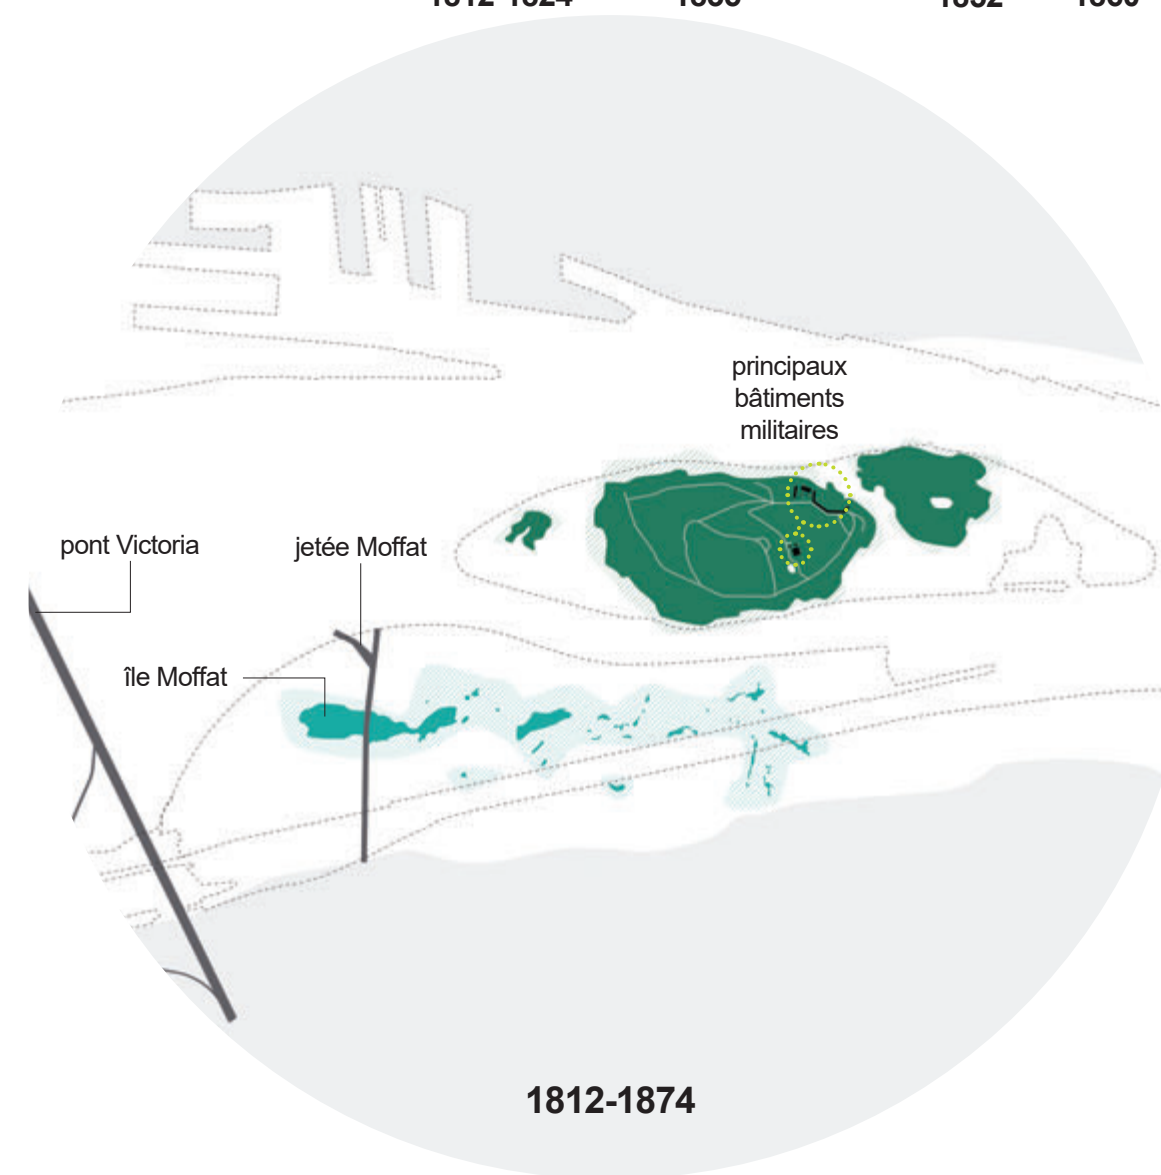 principaux
bâtiments
militaires
pont Victoria
jetée Moffat
île Moffat
1812-1874